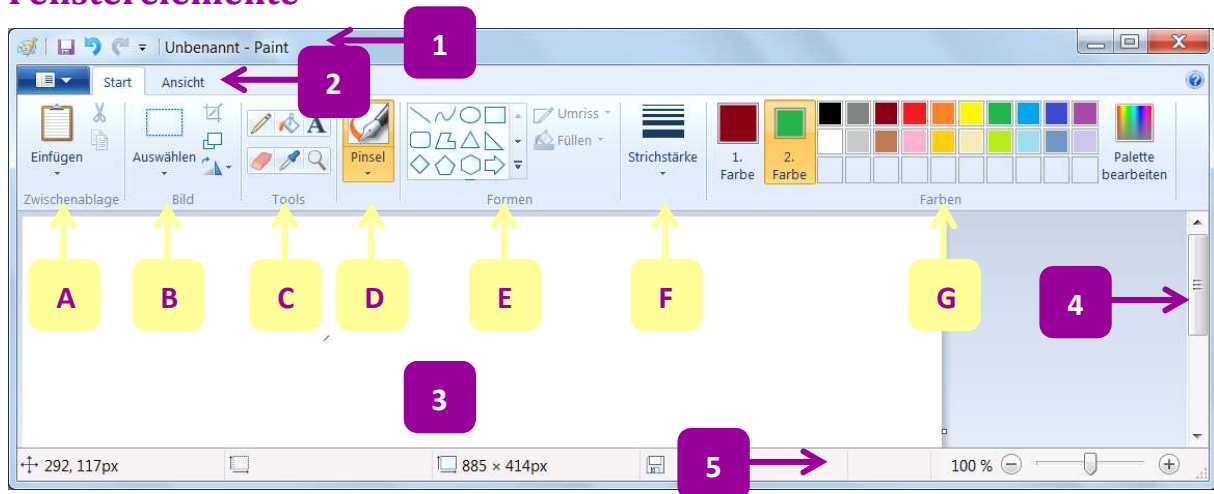 Fensterelemente
Unbenannt - Paint
1
Start Ansicht
2
A
Einfügen
Auswählen
Pinsel
Umriss
Füllen
Strichstärke
1.
Farbe
2.
Farbe
Palette
bearbeiten
Zwischenablage Bild Tools Formen Farben
A B C D E F G
4
3
5
292, 117px 885 × 414px 100 %